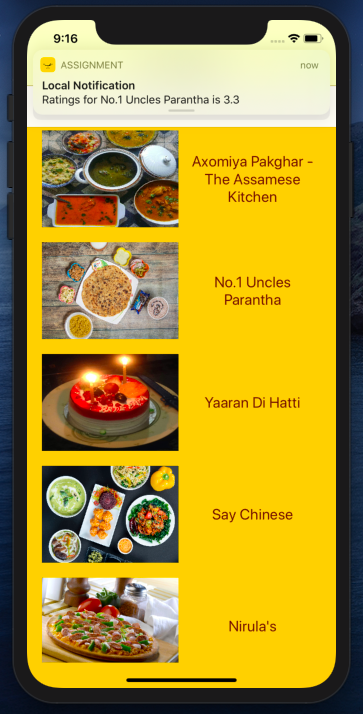 9:16
ASSIGNMENT now
Local Notification
Ratings for No.1 Uncles Parantha is 3.3
Axomiya Pakghar -
The Assamese
Kitchen
No.1 Uncles
Parantha
Yaaran Di Hatti
Say Chinese
Nirula's